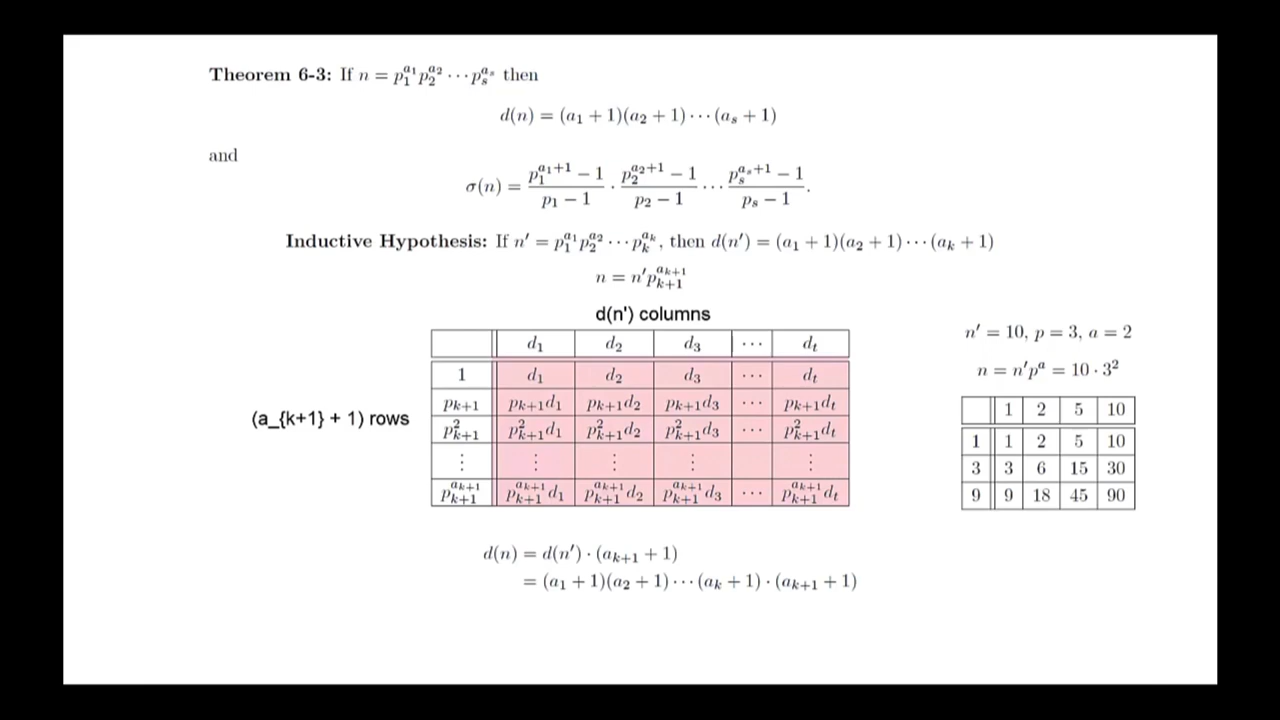 Theorem 6-3: If n = p_1^{a_1} p_2^{a_2} ⋯ p_s^{a_s} then
d(n) = (a_1 + 1)(a_2 + 1) ⋯ (a_s + 1)
and
σ(n) = \frac{p_1^{a_1+1} − 1}{p_1 − 1} · \frac{p_2^{a_2+1} − 1}{p_2 − 1} ⋯ \frac{p_s^{a_s+1} − 1}{p_s − 1}.
Inductive Hypothesis: If n′ = p_1^{a_1} p_2^{a_2} ⋯ p_k^{a_k}, then d(n′) = (a_1 + 1)(a_2 + 1) ⋯ (a_k + 1)
n = n′p_{k+1}^{a_{k+1}}
d(n') columns
d_1 d_2 d_3 ⋯ d_t
1 d_1 d_2 d_3 ⋯ d_t
p_{k+1} p_{k+1}d_1 p_{k+1}d_2 p_{k+1}d_3 ⋯ p_{k+1}d_t
p_{k+1}^2 p_{k+1}^2d_1 p_{k+1}^2d_2 p_{k+1}^2d_3 ⋯ p_{k+1}^2d_t
⋮ ⋮ ⋮ ⋮ ⋮
p_{k+1}^{a_{k+1}} p_{k+1}^{a_{k+1}}d_1 p_{k+1}^{a_{k+1}}d_2 p_{k+1}^{a_{k+1}}d_3 ⋯ p_{k+1}^{a_{k+1}}d_t
(a_{k+1} + 1) rows
n′ = 10, p = 3, a = 2
n = n′p^a = 10 · 3^2
1 2 5 10
1 1 2 5 10
3 3 6 15 30
9 9 18 45 90
d(n) = d(n′) · (a_{k+1} + 1)
= (a_1 + 1)(a_2 + 1) ⋯ (a_k + 1) · (a_{k+1} + 1)